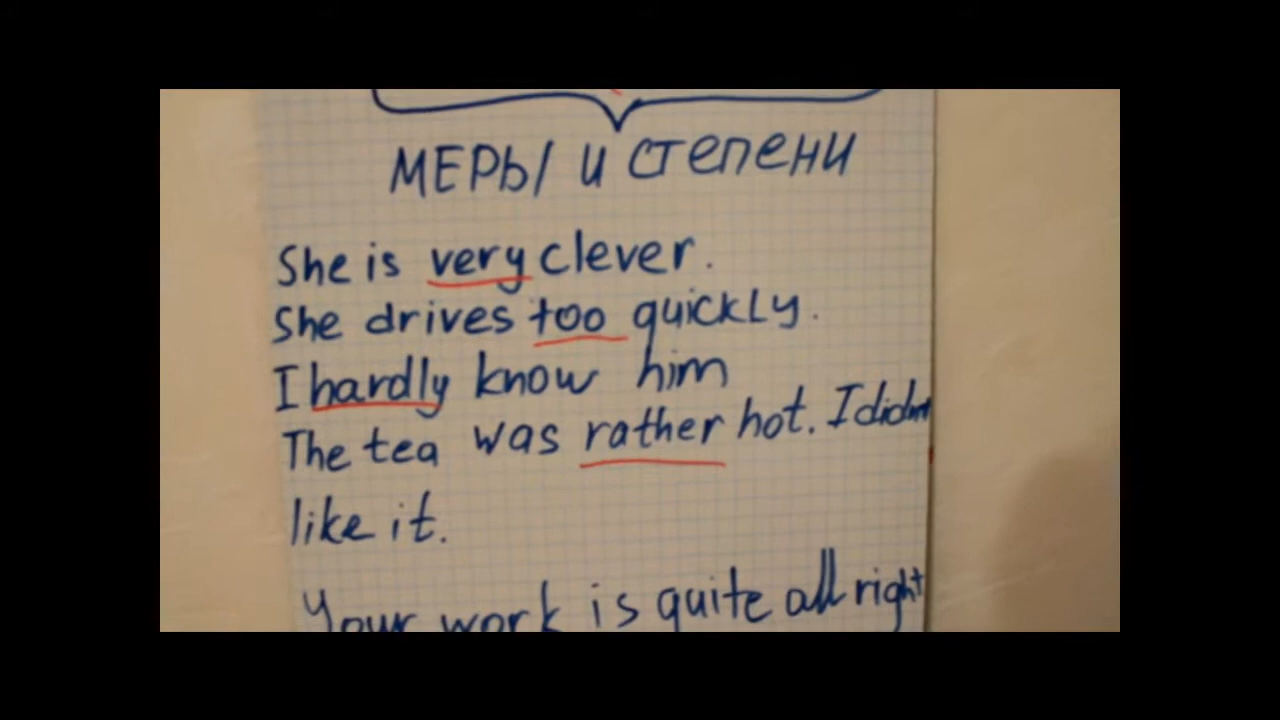 МЕРЫ И СТЕПЕНИ
She is very clever.
She drives too quickly.
I hardly know him
The tea was rather hot. I didn
like it.
Your work is quite all right